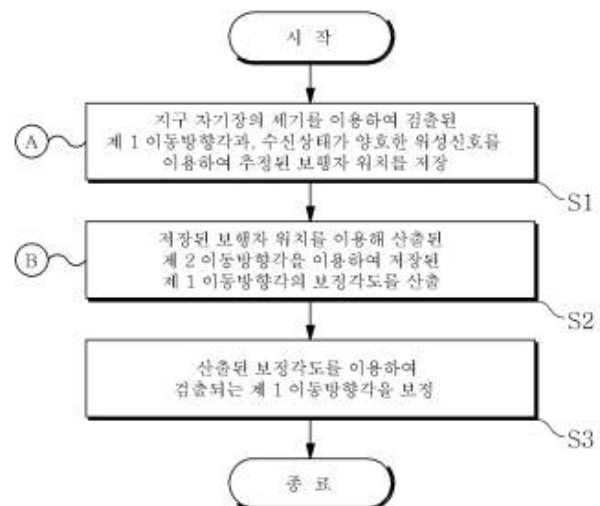 시 작
지구 자기장의 세기를 이용하여 검출된
제 1 이동방향각과, 수신상태가 양호한 위성신호를
이용하여 추정된 보행자 위치를 저장
A
S1
저장된 보행자 위치를 이용해 산출된
제 2 이동방향각을 이용하여 저장된
제 1 이동방향각의 보정각도를 산출
B
S2
산출된 보정각도를 이용하여
검출되는 제 1 이동방향각을 보정
S3
종 료